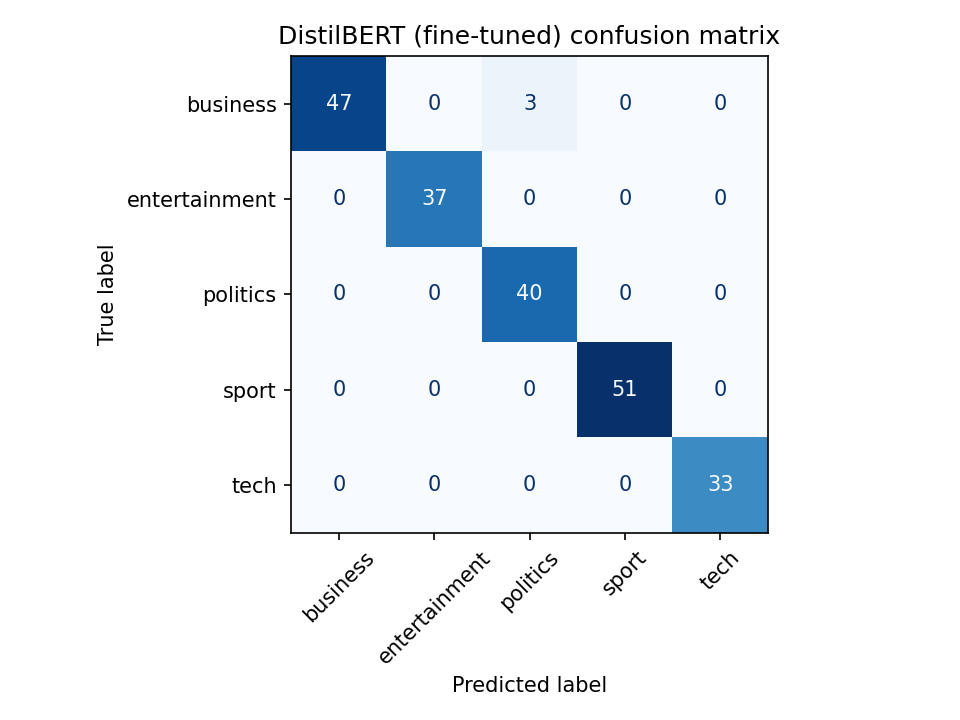 DistilBERT (fine-tuned) confusion matrix
business 47 0 3 0 0
entertainment 0 37 0 0 0
politics 0 0 40 0 0
sport 0 0 0 51 0
tech 0 0 0 0 33
True label
business entertainment politics sport tech
Predicted label